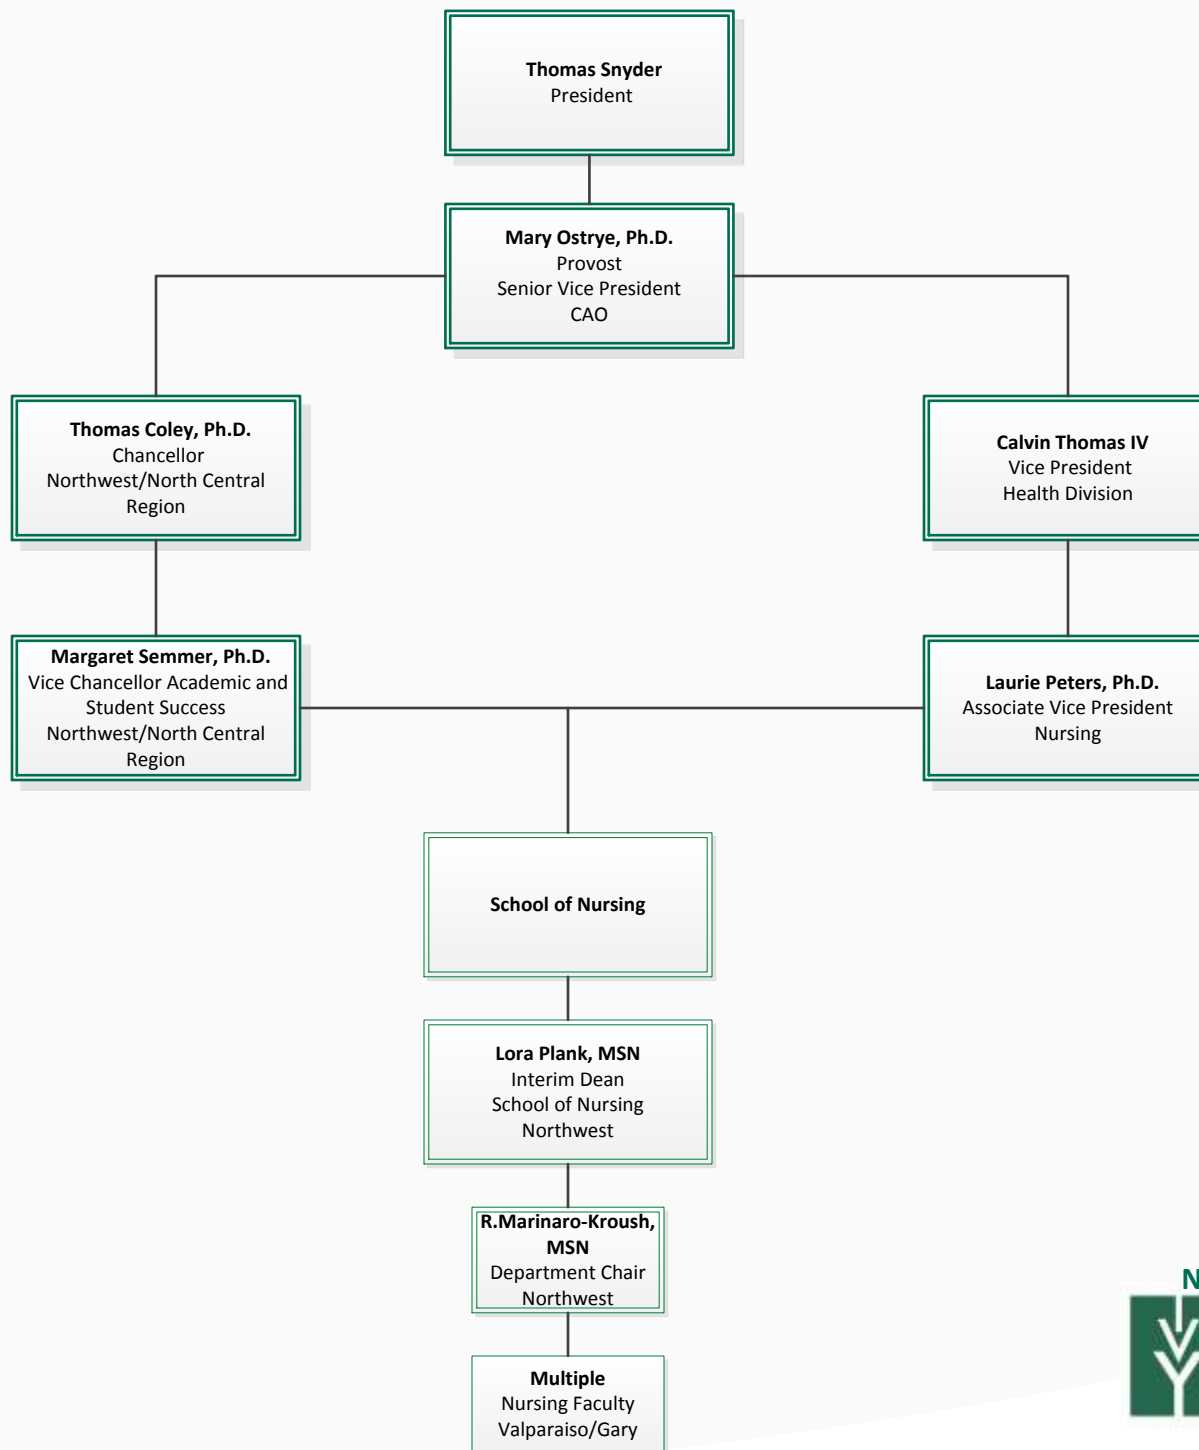 Thomas Snyder
President
Mary Ostrye, Ph.D.
Provost
Senior Vice President
CAO
Thomas Coley, Ph.D.
Chancellor
Northwest/North Central
Region
Calvin Thomas IV
Vice President
Health Division
Margaret Semmer, Ph.D.
Vice Chancellor Academic and
Student Success
Northwest/North Central
Region
Laurie Peters, Ph.D.
Associate Vice President
Nursing
School of Nursing
Lora Plank, MSN
Interim Dean
School of Nursing
Northwest
R.Marinaro-Kroush,
MSN
Department Chair
Northwest
Multiple
Nursing Faculty
Valparaiso/Gary